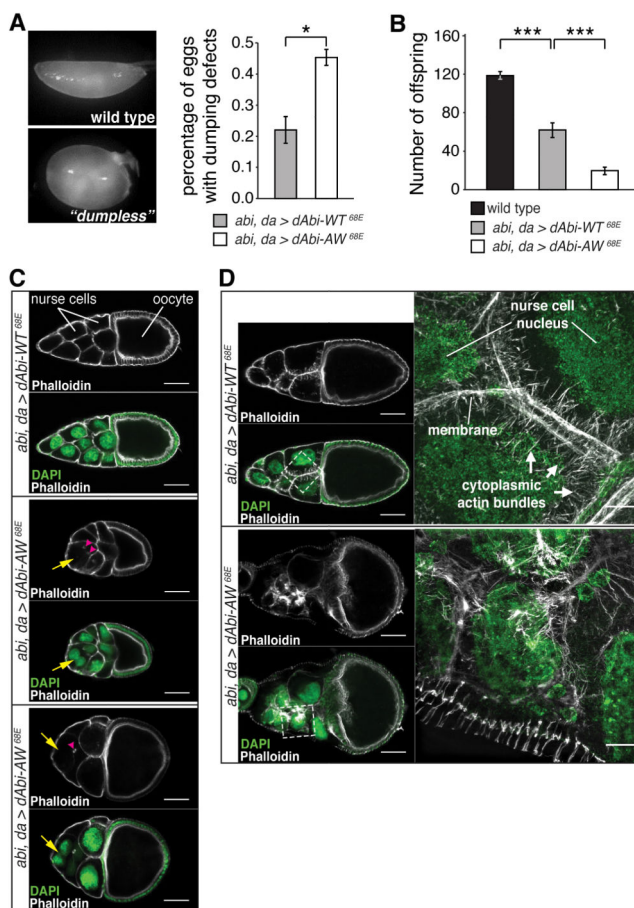 A
wild type
"dumpless"
percentage of eggs
with dumping defects
0.5
0.4
0.3
0.2
0.1
0.0
*
abi, da > dAbi-WT 68E
abi, da > dAbi-AW 68E
B
Number of offspring
160
120
80
40
0
***
***
wild type
abi, da > dAbi-WT 68E
abi, da > dAbi-AW 68E
C
abi, da > dAbi-WT 68E
nurse cells
oocyte
Phalloidin
DAPI
Phalloidin
abi, da > dAbi-AW 68E
Phalloidin
DAPI
Phalloidin
abi, da > dAbi-AW 68E
Phalloidin
DAPI
Phalloidin
D
abi, da > dAbi-WT 68E
Phalloidin
DAPI
Phalloidin
nurse cell
nucleus
membrane
cytoplasmic
actin bundles
abi, da > dAbi-AW 68E
Phalloidin
DAPI
Phalloidin